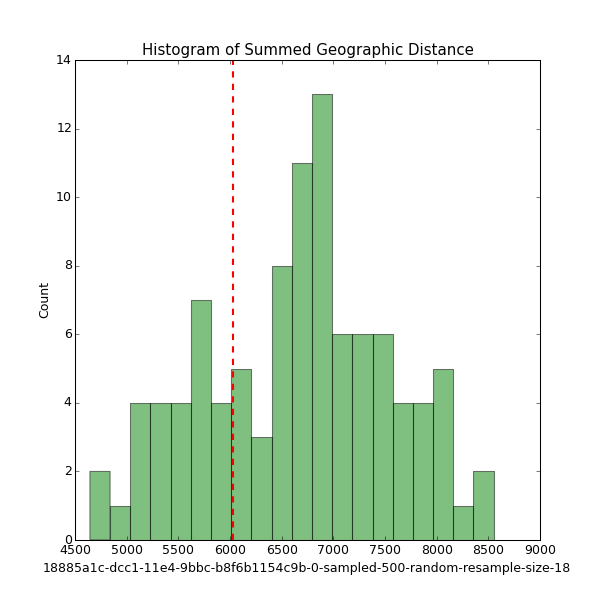 Histogram of Summed Geographic Distance
14
12
10
8
6
4
2
0
Count
4500 5000 5500 6000 6500 7000 7500 8000 8500 9000
18885a1c-dcc1-11e4-9bbc-b8f6b1154c9b-0-sampled-500-random-resample-size-18